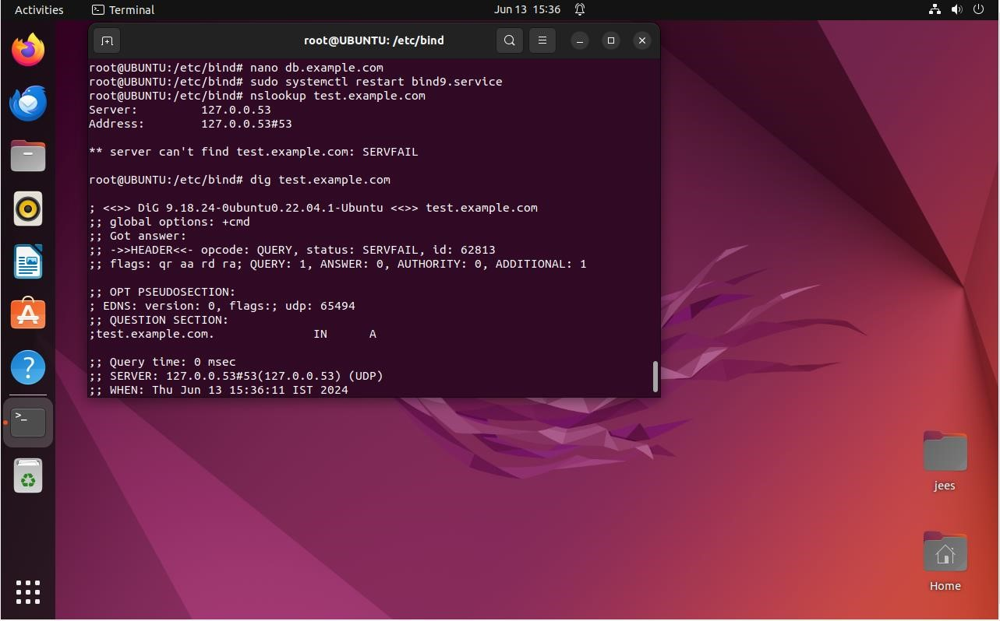 Activities Terminal Jun 13 15:36
root@UBUNTU: /etc/bind
root@UBUNTU:/etc/bind# nano db.example.com
root@UBUNTU:/etc/bind# sudo systemctl restart bind9.service
root@UBUNTU:/etc/bind# nslookup test.example.com
Server: 127.0.0.53
Address: 127.0.0.53#53
** server can't find test.example.com: SERVFAIL
root@UBUNTU:/etc/bind# dig test.example.com
; <<>> DiG 9.18.24-0ubuntu0.22.04.1-Ubuntu <<>> test.example.com
;; global options: +cmd
;; Got answer:
;; ->>HEADER<<- opcode: QUERY, status: SERVFAIL, id: 62813
;; flags: qr aa rd ra; QUERY: 1, ANSWER: 0, AUTHORITY: 0, ADDITIONAL: 1
;; OPT PSEUDOSECTION:
; EDNS: version: 0, flags:; udp: 65494
;; QUESTION SECTION:
;test.example.com. IN A
;; Query time: 0 msec
;; SERVER: 127.0.0.53#53(127.0.0.53) (UDP)
;; WHEN: Thu Jun 13 15:36:11 IST 2024
jees
Home